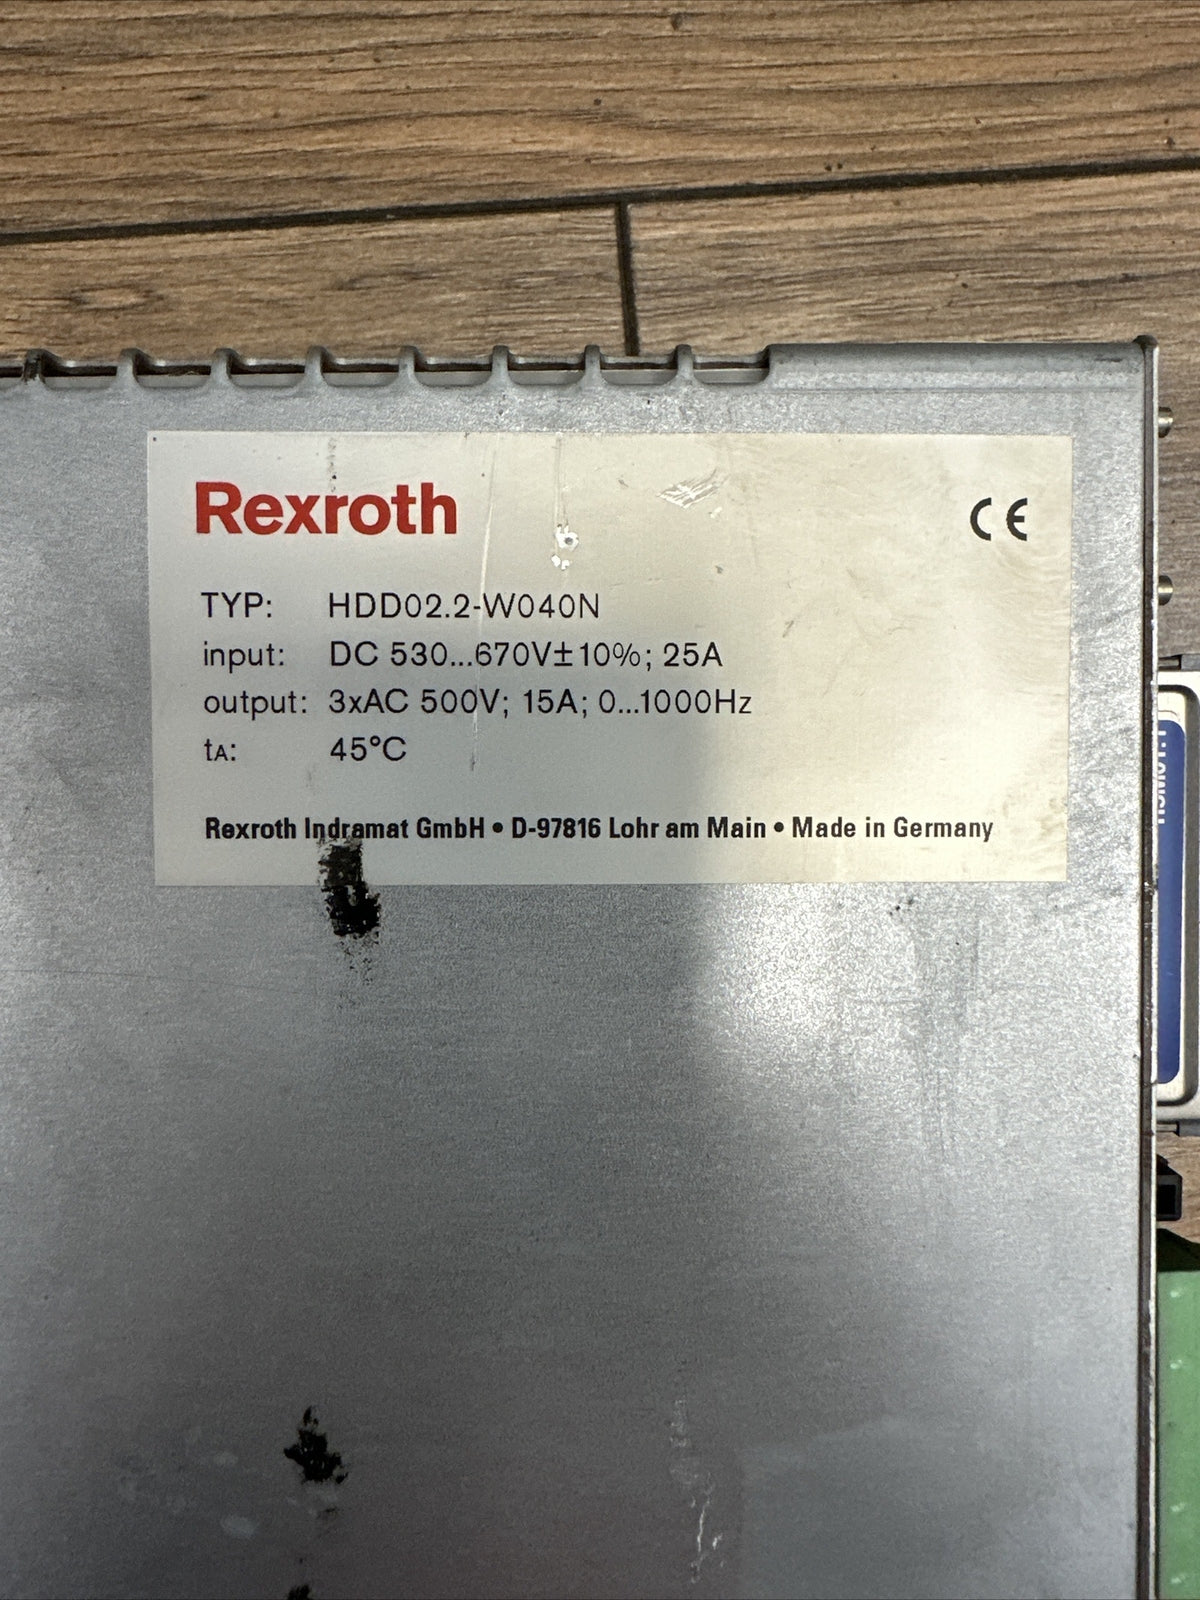 Rexroth
CE
TYP: HDD02.2-W040N
input: DC 530...670V±10%; 25A
output: 3xAC 500V; 15A; 0...1000Hz
tA: 45°C
Rexroth Indramat GmbH • D-97816 Lohr am Main • Made in Germany